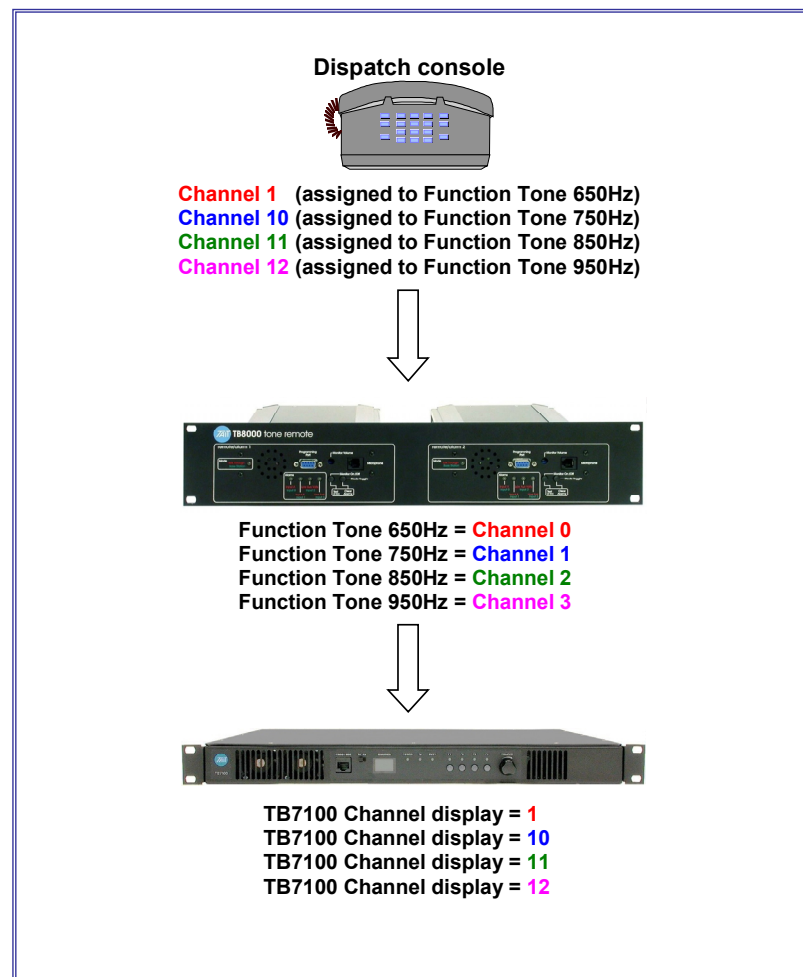 Dispatch console
Channel 1 (assigned to Function Tone 650Hz)
Channel 10 (assigned to Function Tone 750Hz)
Channel 11 (assigned to Function Tone 850Hz)
Channel 12 (assigned to Function Tone 950Hz)
TAIT TB8000 tone remote
Function Tone 650Hz = Channel 0
Function Tone 750Hz = Channel 1
Function Tone 850Hz = Channel 2
Function Tone 950Hz = Channel 3
TB7100 Channel display = 1
TB7100 Channel display = 10
TB7100 Channel display = 11
TB7100 Channel display = 12